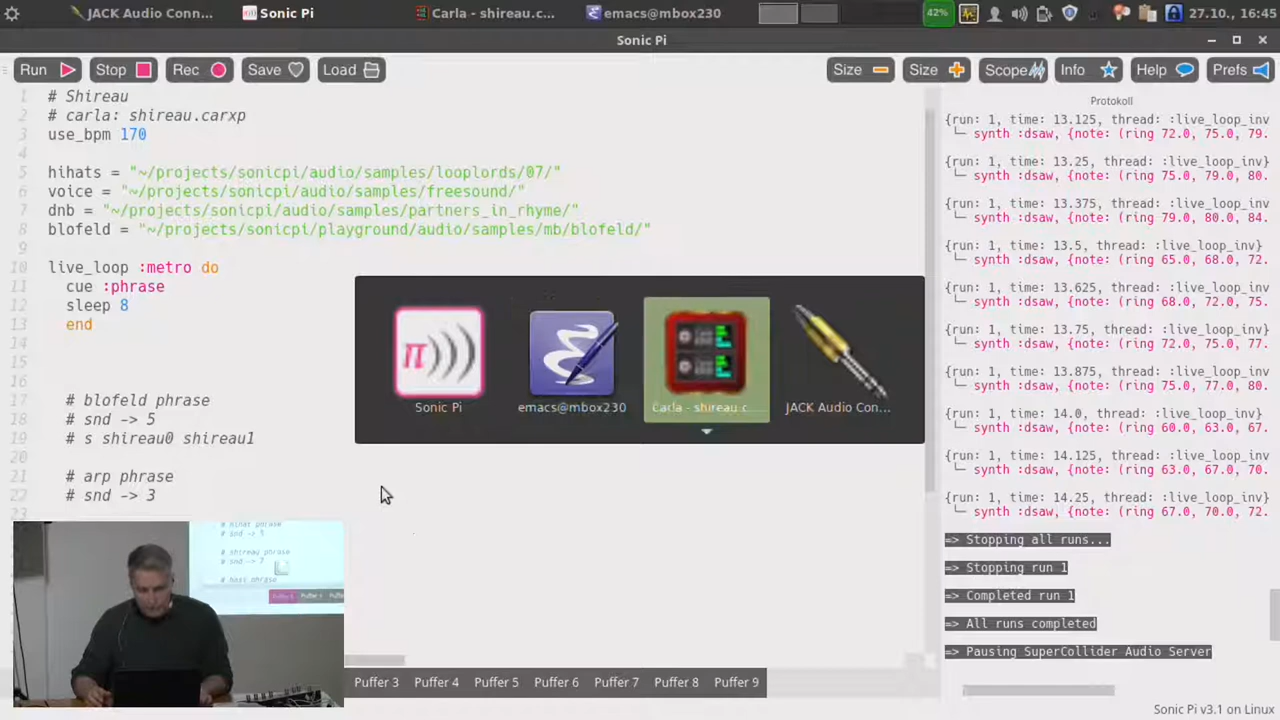 JACK Audio Conn...
Sonic Pi
Carla - shireau.c...
emacs@mbox230
42%
27.10., 16:45
Sonic Pi
Run
Stop
Rec
Save
Load
Size
Size
Scope
Info
Help
Prefs
1 # Shireau
2 # carla: shireau.carxp
3 use_bpm 170
4
5 hihats = "~/projects/sonicpi/audio/samples/looplords/07/"
6 voice = "~/projects/sonicpi/audio/samples/freesound/"
7 dnb = "~/projects/sonicpi/audio/samples/partners_in_rhyme/"
8 blofeld = "~/projects/sonicpi/playground/audio/samples/mb/blofeld/"
9
10 live_loop :metro do
11 cue :phrase
12 sleep 8
13 end
14
15
16
17 # blofeld phrase
18 # snd -> 5
19 # s shireau0 shireau1
20
21 # arp phrase
22 # snd -> 3
23
Sonic Pi
emacs@mbox230
Carla - shireau.c...
JACK Audio Con...
Protokoll
{run: 1, time: 13.125, thread: :live_loop_inv
└─ synth :dsaw, {note: (ring 72.0, 75.0, 79.
{run: 1, time: 13.25, thread: :live_loop_inv}
└─ synth :dsaw, {note: (ring 75.0, 79.0, 80.
{run: 1, time: 13.375, thread: :live_loop_inv
└─ synth :dsaw, {note: (ring 79.0, 80.0, 84.
{run: 1, time: 13.5, thread: :live_loop_inv}
└─ synth :dsaw, {note: (ring 65.0, 68.0, 72.
{run: 1, time: 13.625, thread: :live_loop_inv
└─ synth :dsaw, {note: (ring 68.0, 72.0, 75.
{run: 1, time: 13.75, thread: :live_loop_inv}
└─ synth :dsaw, {note: (ring 72.0, 75.0, 77.
{run: 1, time: 13.875, thread: :live_loop_inv
└─ synth :dsaw, {note: (ring 75.0, 77.0, 80.
{run: 1, time: 14.0, thread: :live_loop_inv}
└─ synth :dsaw, {note: (ring 60.0, 63.0, 67.
{run: 1, time: 14.125, thread: :live_loop_inv
└─ synth :dsaw, {note: (ring 63.0, 67.0, 70.
{run: 1, time: 14.25, thread: :live_loop_inv}
└─ synth :dsaw, {note: (ring 67.0, 70.0, 72.
=> Stopping all runs...
=> Stopping run 1
=> Completed run 1
=> All runs completed
=> Pausing SuperCollider Audio Server
# hihat phrase
# shireau phrase
# snd -> 7
# bass phrase
Puffer 3
Puffer 4
Puffer 5
Puffer 6
Puffer 7
Puffer 8
Puffer 9
Sonic Pi v3.1 on Linux